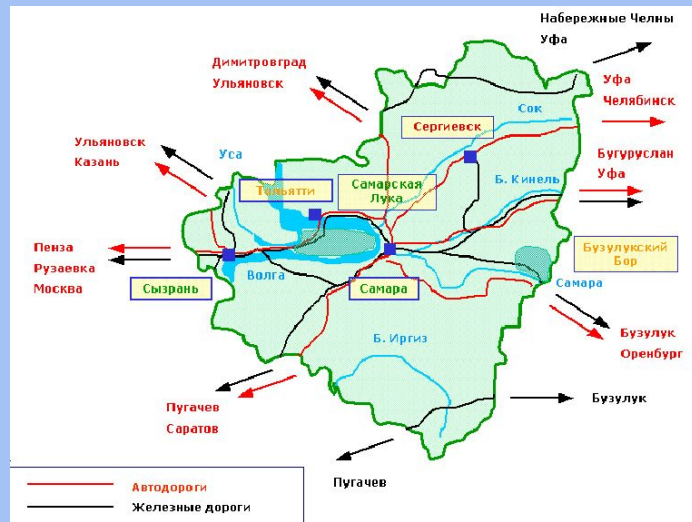 Набережные Челны
Уфа
Димитровград
Ульяновск
Уфа
Челябинск
Сок
Сергиевск
Ульяновск
Казань
Уса
Бугуруслан
Уфа
Б. Кинель
Тольятти
Самарская
Лука
Пенза
Рузаевка
Москва
Бузулукский
Бор
Волга
Сызрань
Самара
Самара
Б. Иргиз
Бузулук
Оренбург
Пугачев
Саратов
Бузулук
Пугачев
Автодороги
Железные дороги